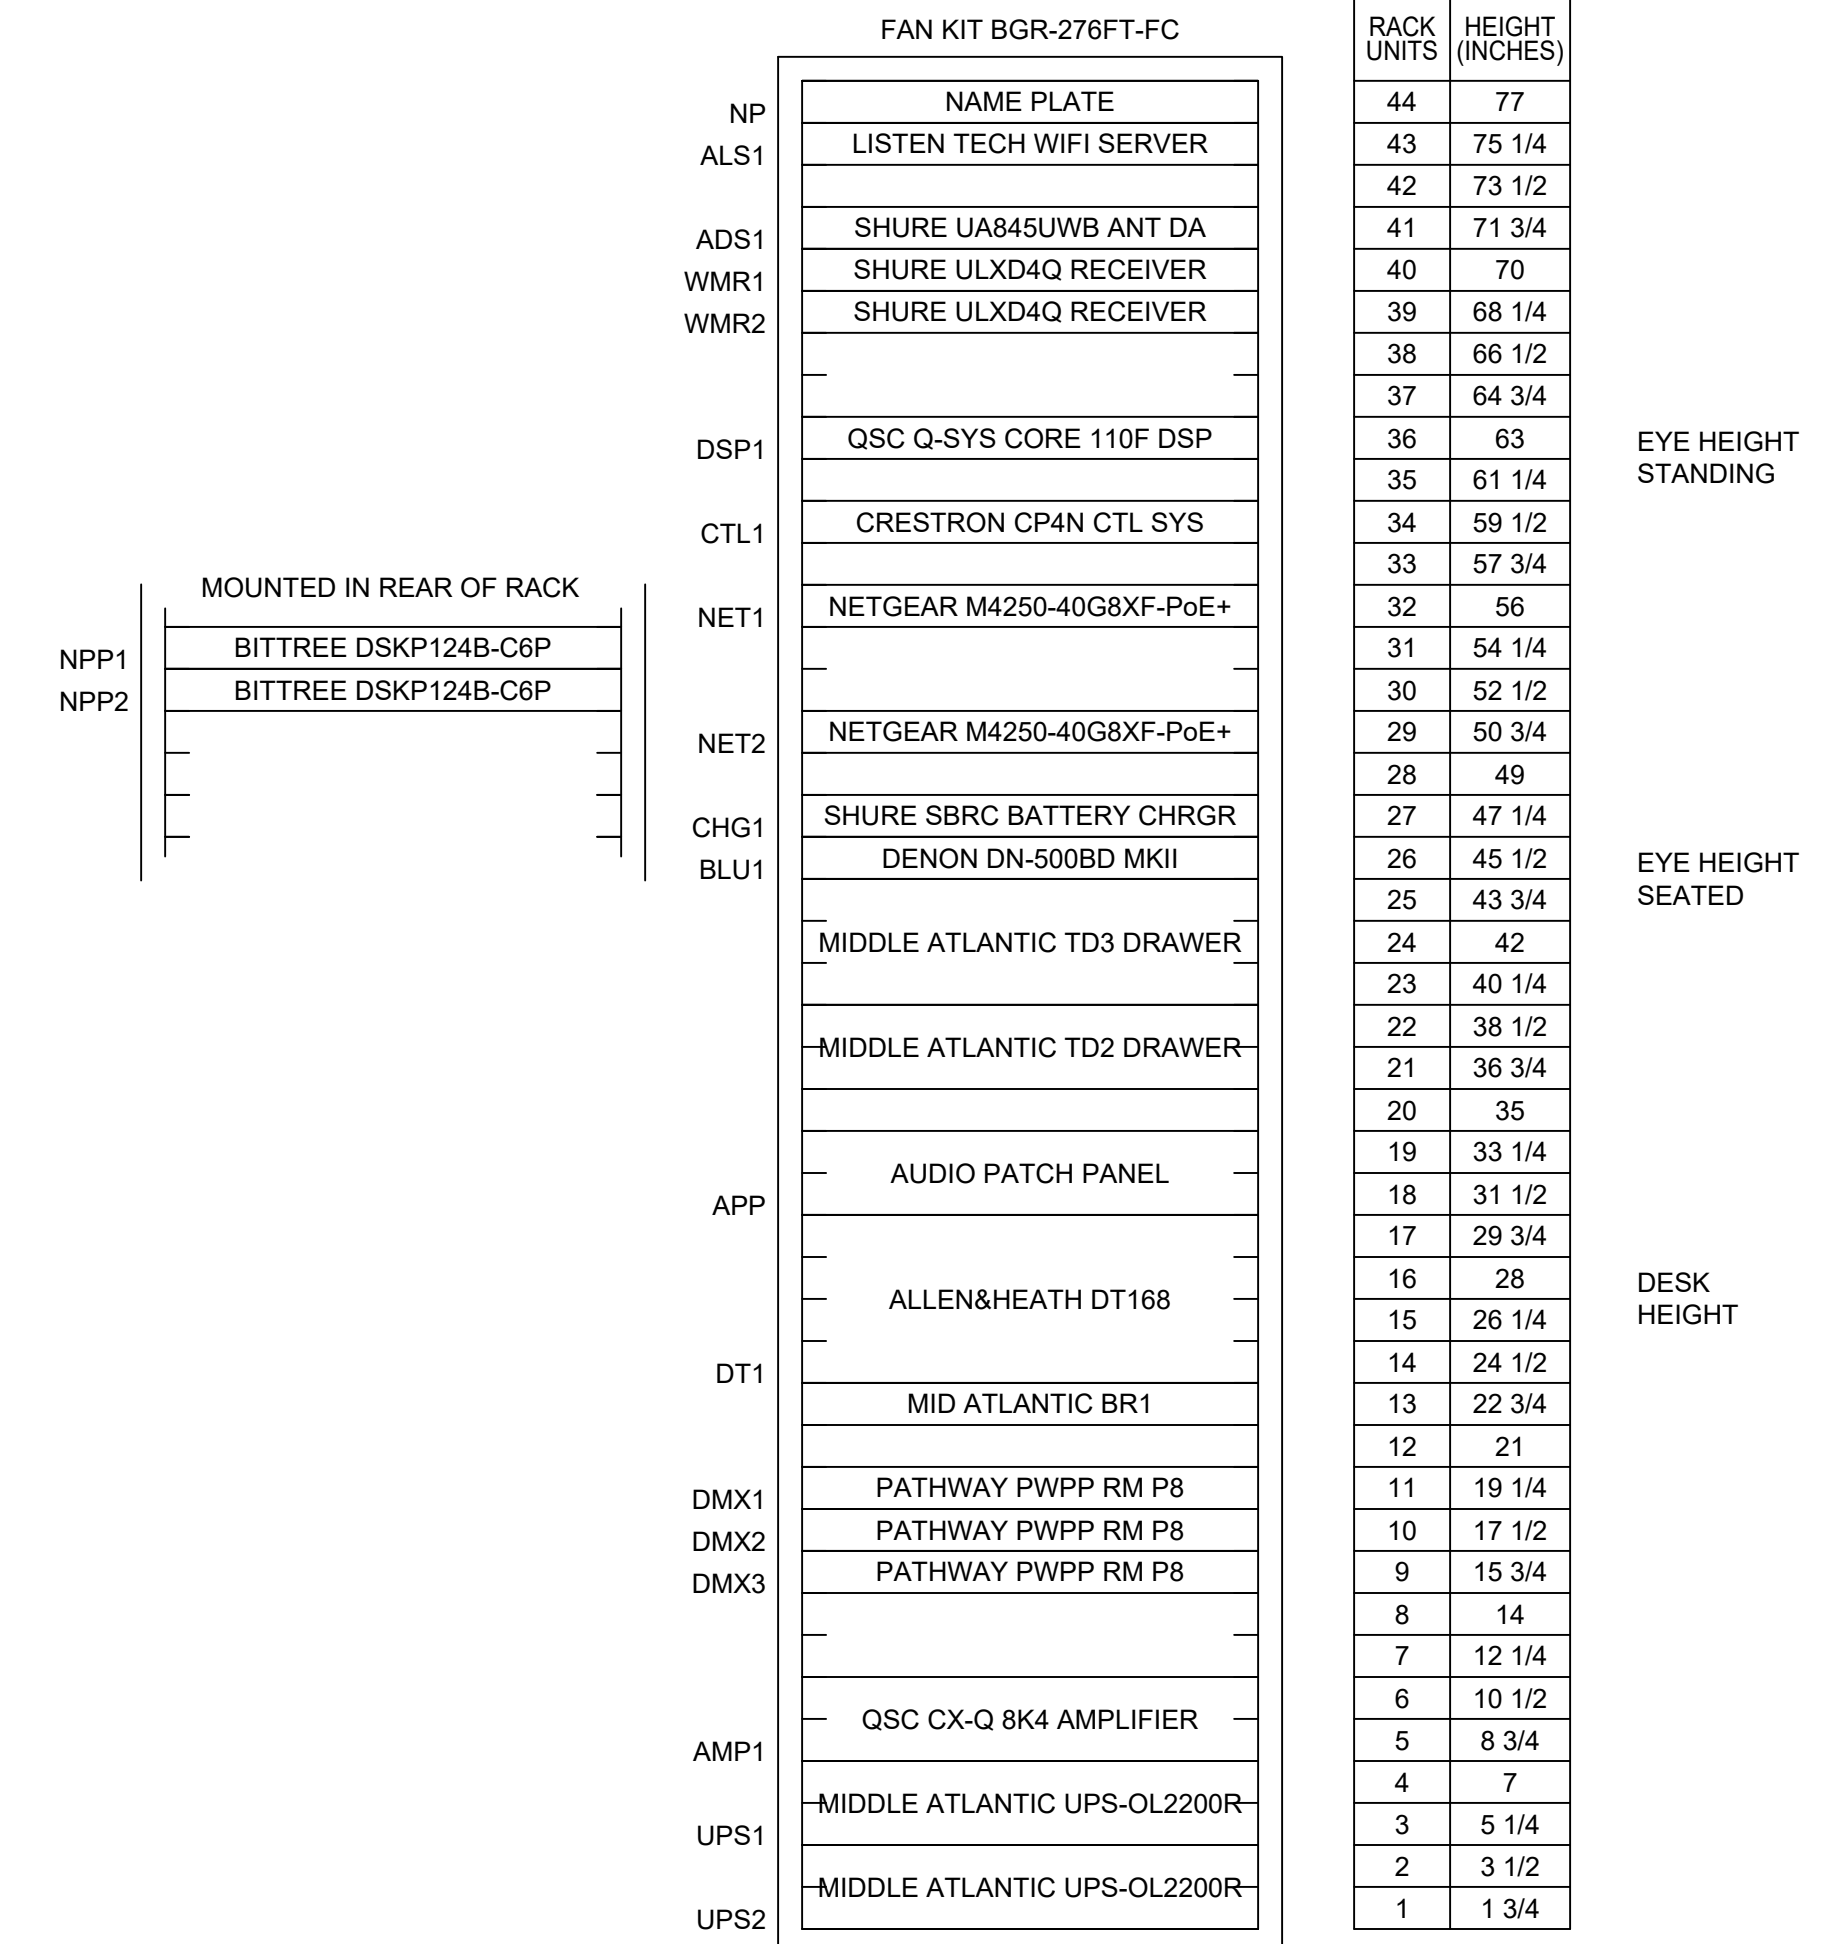 FAN KIT BGR-276FT-FC
RACK UNITS HEIGHT (INCHES)
NP NAME PLATE 44 77
ALS1 LISTEN TECH WIFI SERVER 43 75 1/4
42 73 1/2
ADS1 SHURE UA845UWB ANT DA 41 71 3/4
WMR1 SHURE ULXD4Q RECEIVER 40 70
WMR2 SHURE ULXD4Q RECEIVER 39 68 1/4
38 66 1/2
37 64 3/4
DSP1 QSC Q-SYS CORE 110F DSP 36 63 EYE HEIGHT
35 61 1/4 STANDING
CTL1 CRESTRON CP4N CTL SYS 34 59 1/2
33 57 3/4
MOUNTED IN REAR OF RACK
NET1 NETGEAR M4250-40G8XF-PoE+ 32 56
NPP1 BITTREE DSKP124B-C6P 31 54 1/4
NPP2 BITTREE DSKP124B-C6P 30 52 1/2
NET2 NETGEAR M4250-40G8XF-PoE+ 29 50 3/4
28 49
CHG1 SHURE SBRC BATTERY CHRGR 27 47 1/4
BLU1 DENON DN-500BD MKII 26 45 1/2 EYE HEIGHT
25 43 3/4 SEATED
MIDDLE ATLANTIC TD3 DRAWER 24 42
23 40 1/4
22 38 1/2
MIDDLE ATLANTIC TD2 DRAWER
21 36 3/4
20 35
19 33 1/4
AUDIO PATCH PANEL
APP 18 31 1/2
17 29 3/4
16 28 DESK
ALLEN&HEATH DT168
15 26 1/4 HEIGHT
DT1 14 24 1/2
MID ATLANTIC BR1 13 22 3/4
12 21
DMX1 PATHWAY PWPP RM P8 11 19 1/4
DMX2 PATHWAY PWPP RM P8 10 17 1/2
DMX3 PATHWAY PWPP RM P8 9 15 3/4
8 14
7 12 1/4
6 10 1/2
QSC CX-Q 8K4 AMPLIFIER
AMP1 5 8 3/4
4 7
MIDDLE ATLANTIC UPS-OL2200R
UPS1 3 5 1/4
2 3 1/2
MIDDLE ATLANTIC UPS-OL2200R
UPS2 1 1 3/4